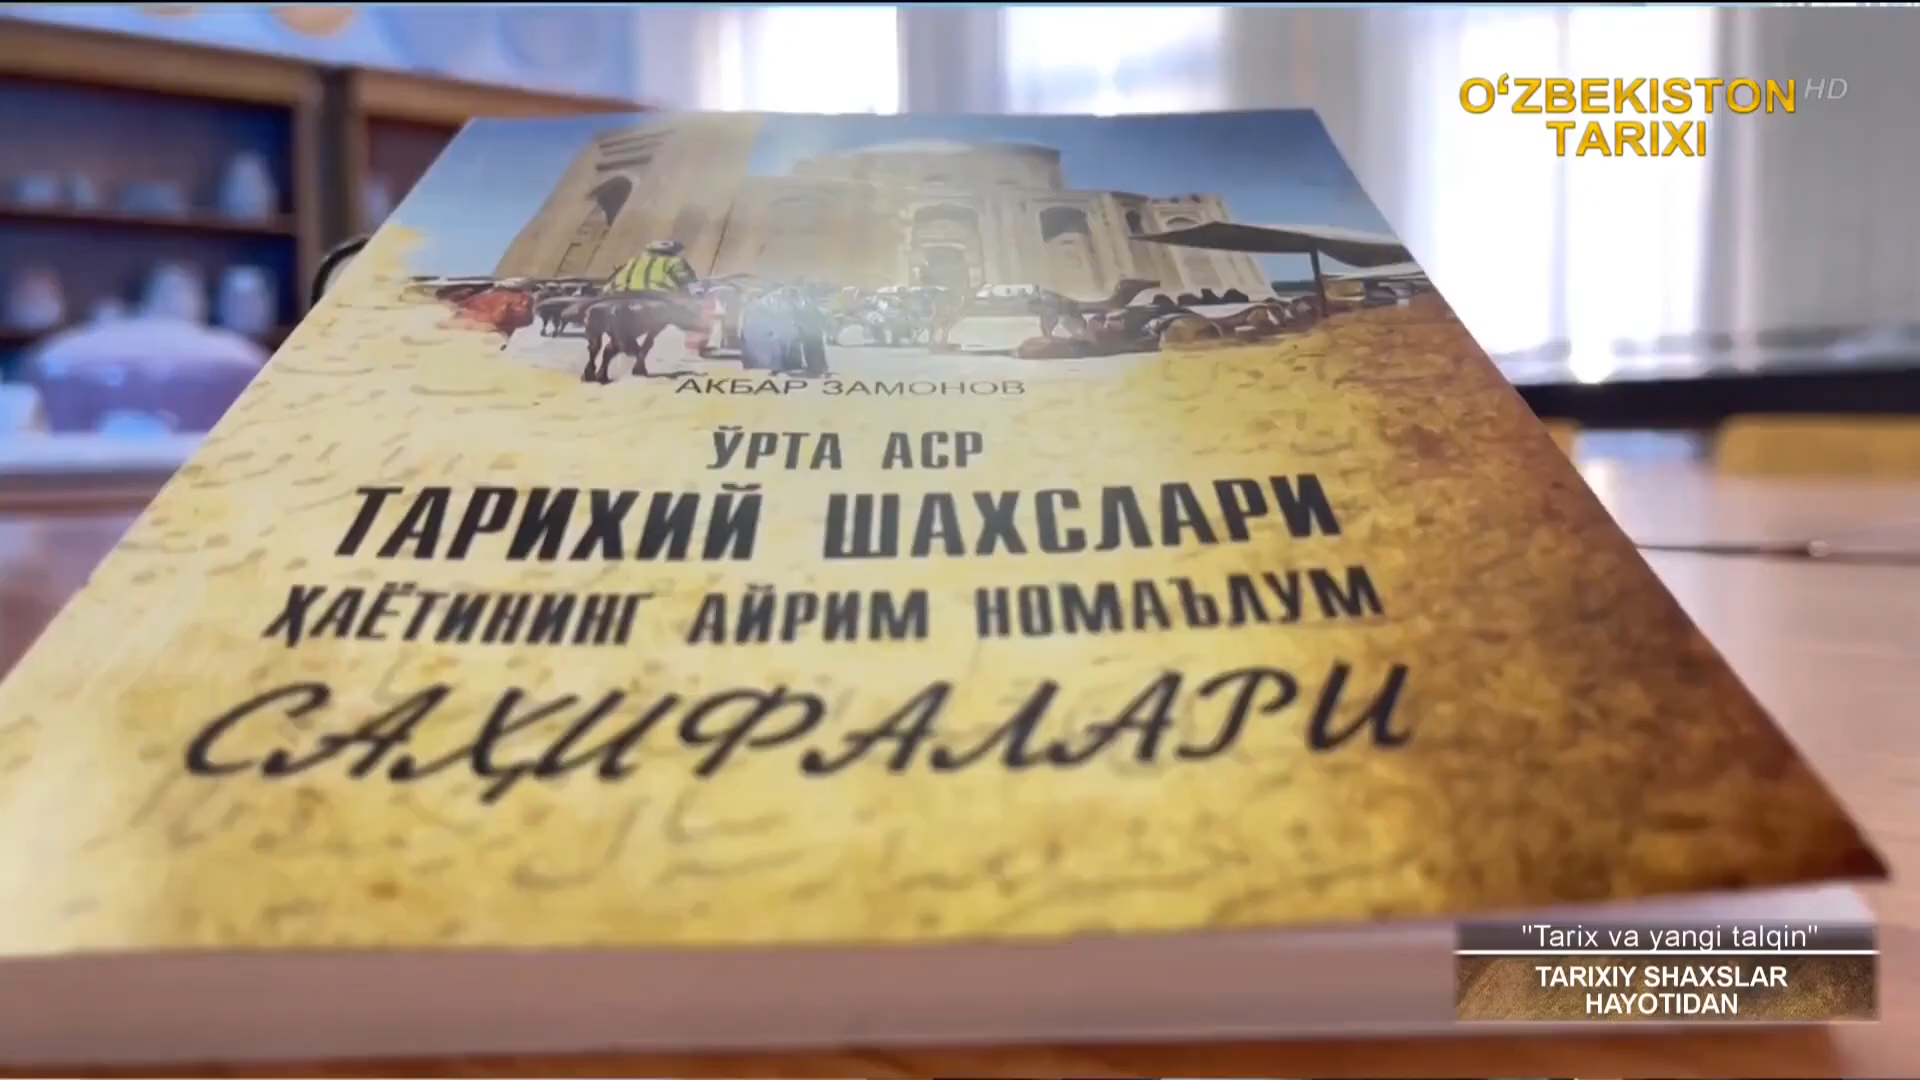 OʻZBEKISTON HD
TARIXI
АКБАР ЗАМОНОВ
ЎРТА АСР
ТАРИХИЙ ШАХСЛАРИ
ҲАЁТИНИНГ АЙРИМ НОМАЪЛУМ
САҲИФАЛАРИ
"Tarix va yangi talqin"
TARIXIY SHAXSLAR
HAYOTIDAN